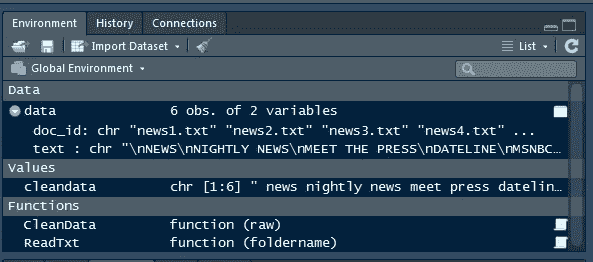 Environment History Connections
Import Dataset List
Global Environment
Data
data 6 obs. of 2 variables
doc_id: chr "news1.txt" "news2.txt" "news3.txt" "news4.txt" ...
text : chr "\nNEWS\nNIGHTLY NEWS\nMEET THE PRESS\nDATELINE\nMSNBC…
Values
cleandata chr [1:6] " news nightly news meet press datelin…
Functions
CleanData function (raw)
ReadTxt function (foldername)